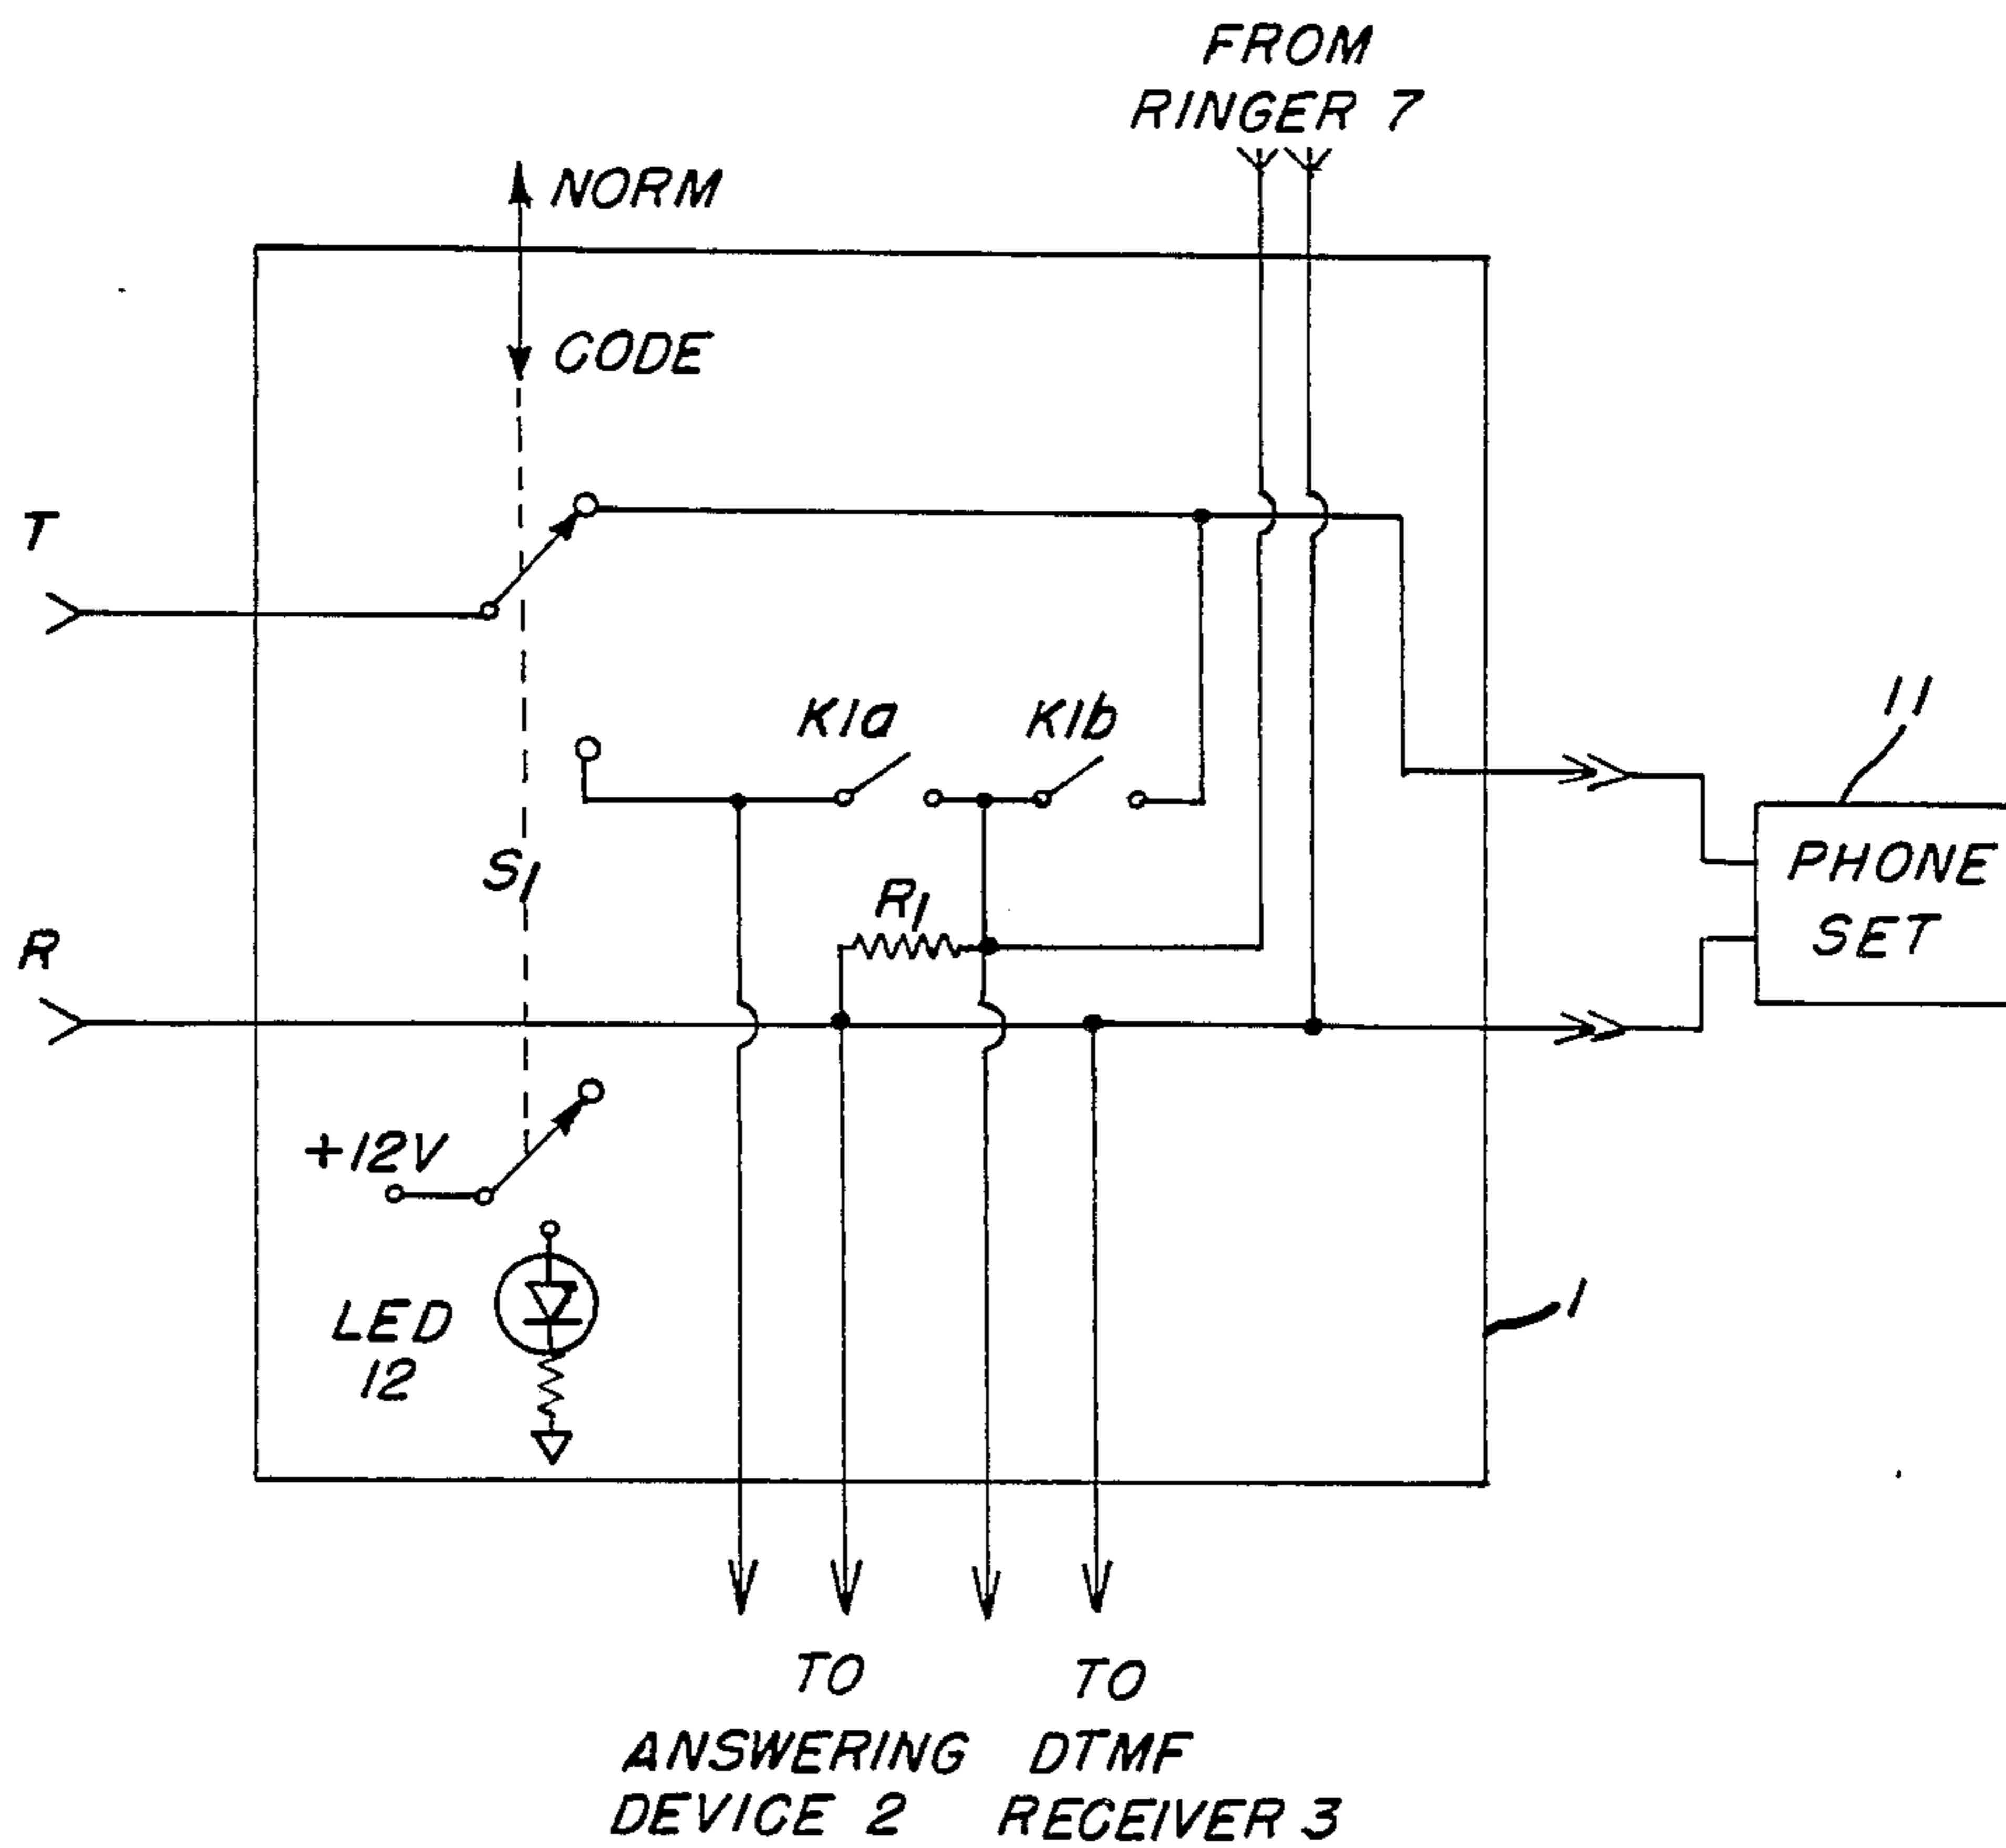 FROM
RINGER 7
NORM
CODE
T
K1a
K1b
11
S1
R1
PHONE
SET
R
+12V
LED
12
1
TO
ANSWERING
DEVICE 2
TO
DTMF
RECEIVER 3